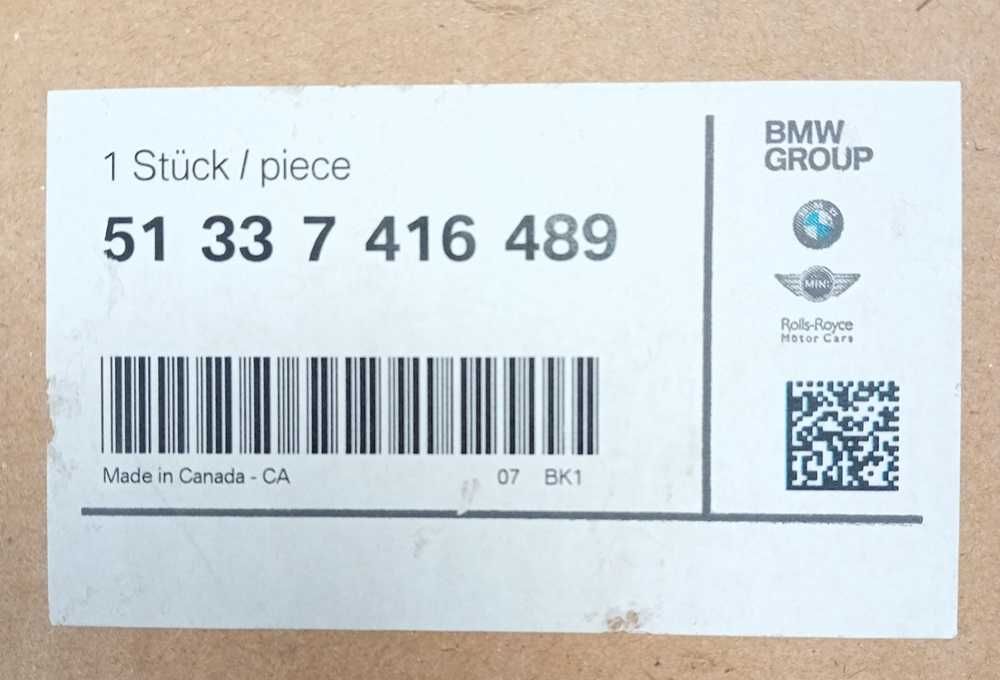 1 Stück / piece
51 33 7 416 489
Made in Canada - CA
07 BK1
BMW
GROUP
BMW
MINI
Rolls-Royce
Motor Cars